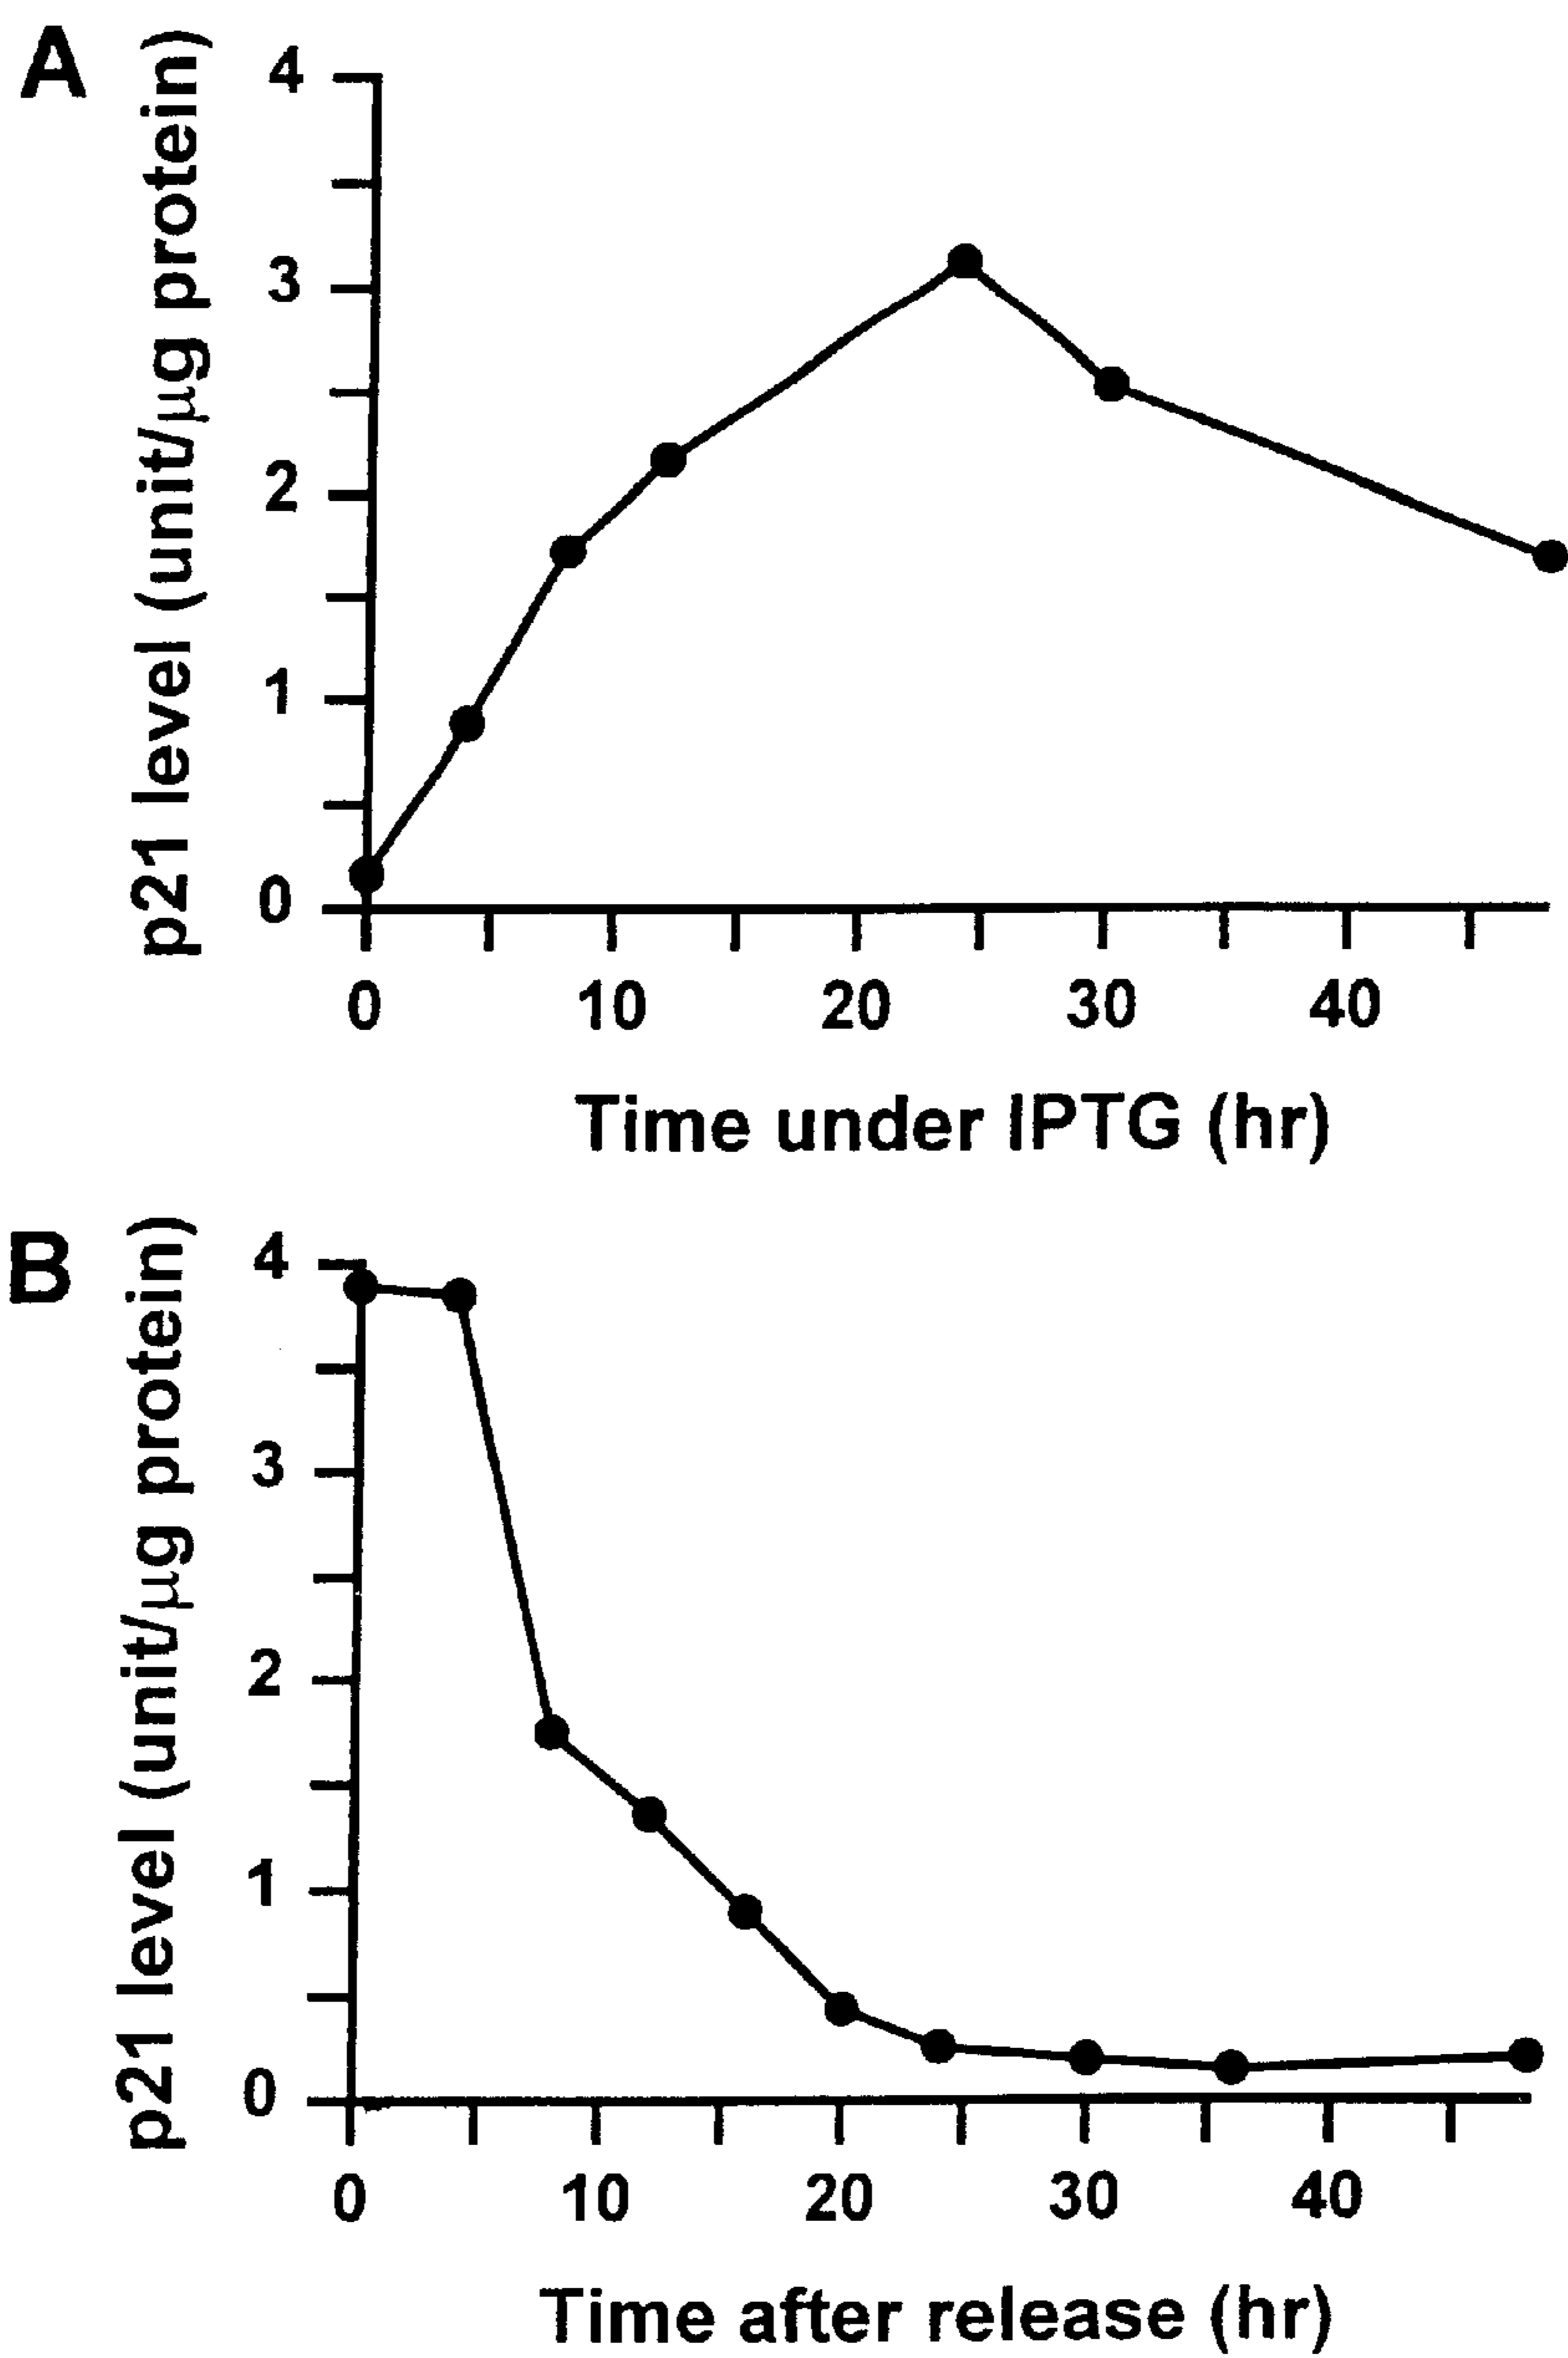 A
p21 level (unit/µg protein)
4
3
2
1
0
0 10 20 30 40
Time under IPTG (hr)
B
p21 level (unit/µg protein)
4
3
2
1
0
0 10 20 30 40
Time after release (hr)